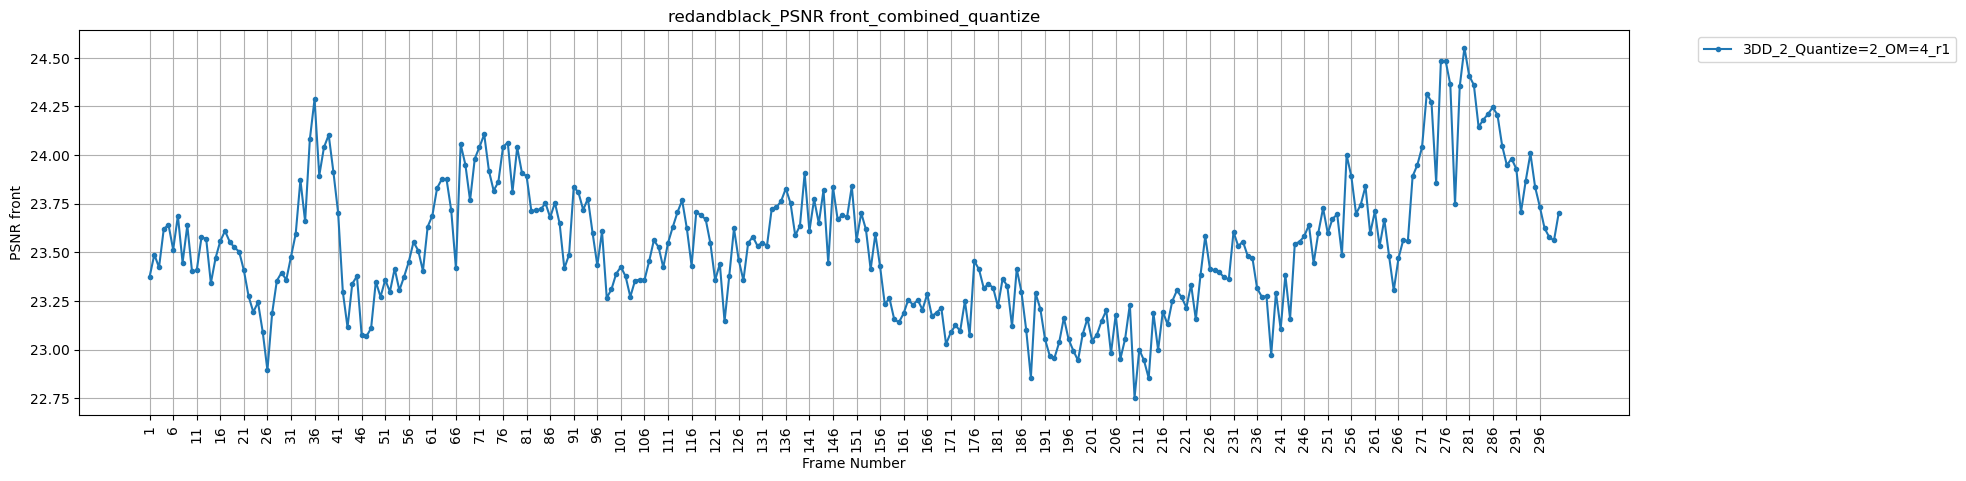 redandblack_PSNR front_combined_quantize
3DD_2_Quantize=2_OM=4_r1
PSNR front
24.50
24.25
24.00
23.75
23.50
23.25
23.00
22.75
1 6 11 16 21 26 31 36 41 46 51 56 61 66 71 76 81 86 91 96 101 106 111 116 121 126 131 136 141 146 151 156 161 166 171 176 181 186 191 196 201 206 211 216 221 226 231 236 241 246 251 256 261 266 271 276 281 286 291 296
Frame Number